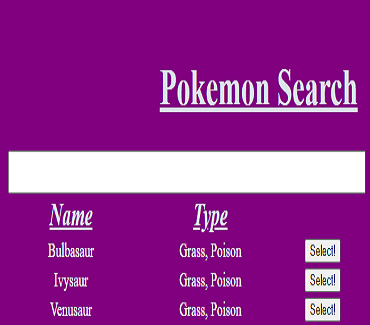 Pokemon Search
Name Type
Bulbasaur Grass, Poison Select!
Ivysaur Grass, Poison Select!
Venusaur Grass, Poison Select!